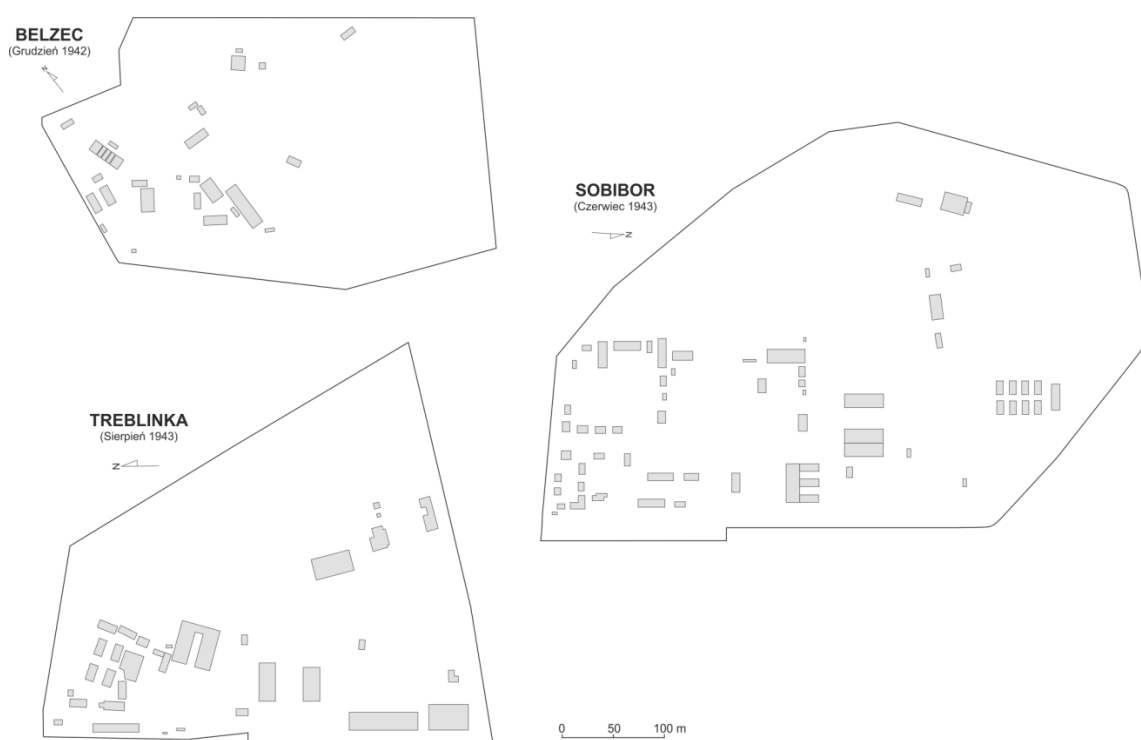 BELZEC
(Grudzień 1942)
N
SOBIBOR
(Czerwiec 1943)
N
TREBLINKA
(Sierpień 1943)
N
0 50 100 m